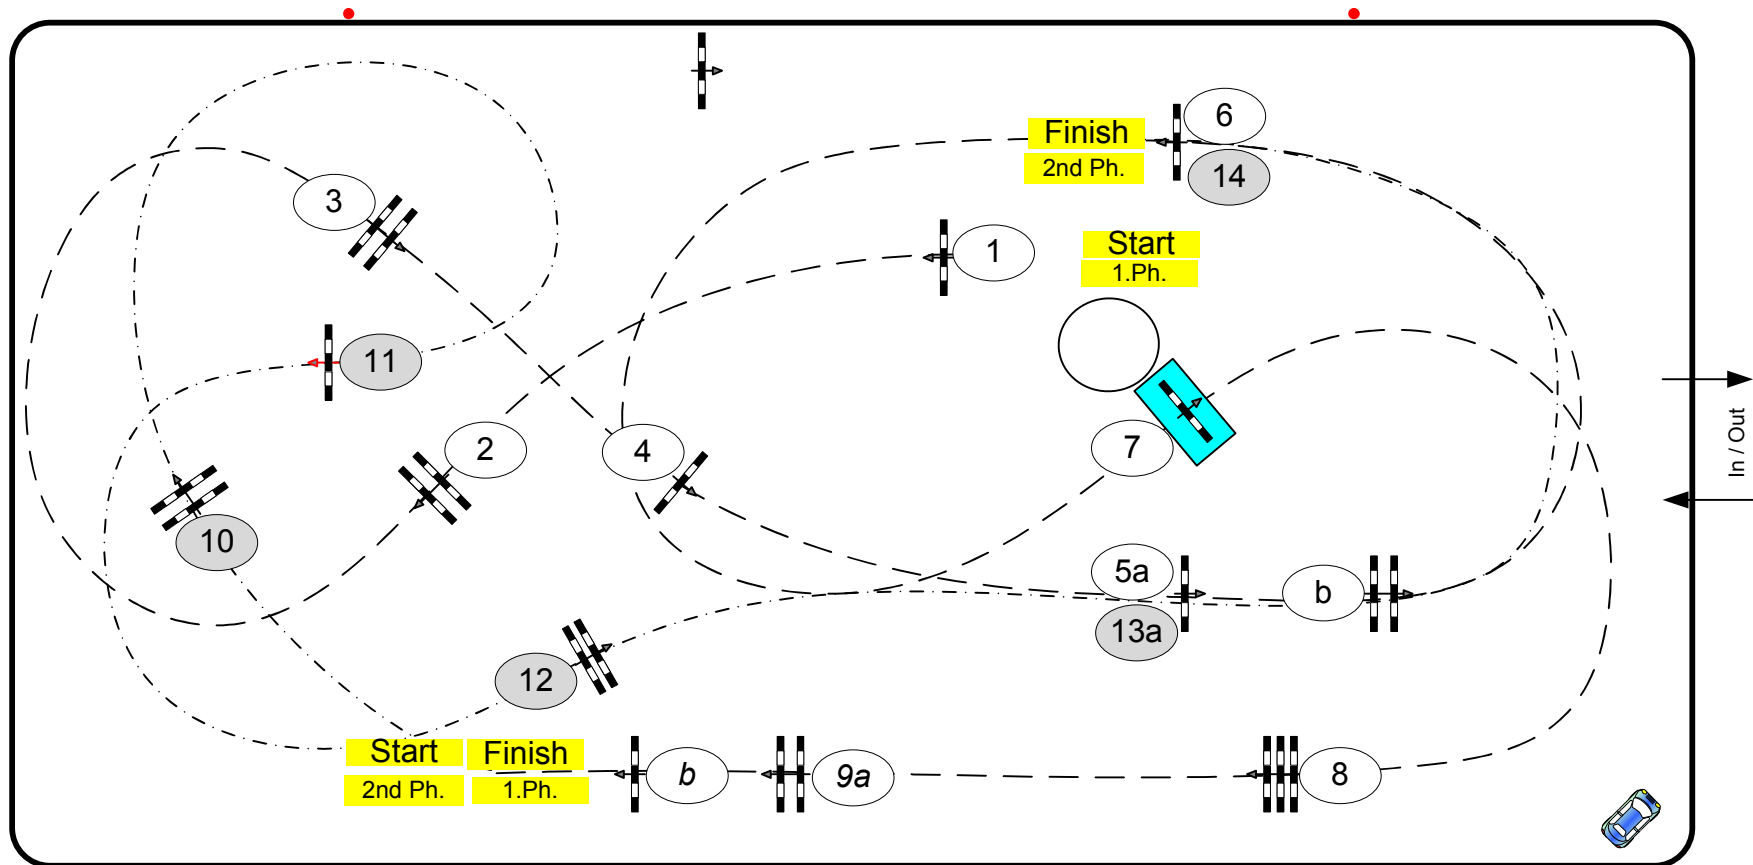 6
Finish
2nd Ph.
14
3
1
Start
1.Ph.
11
2
4
7
In / Out
10
5a
b
13a
12
Start
Finish
2nd Ph.
1.Ph.
b
9a
8